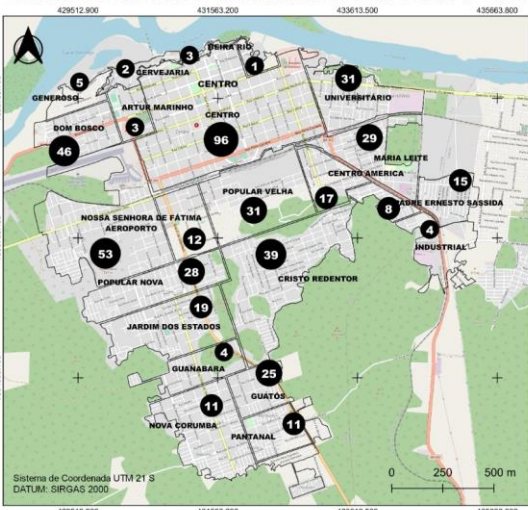 429512.900 431563.200 433613.500 435663.800
BEIRA RIO
3
1
2
CERVEJARIA
5
CENTRO
31
GENEROSO
UNIVERSITÁRIO
ARTUR MARINHO
CENTRO
3
DOM BOSCO
96
29
46
MARIA LEITE
CENTRO AMERICA
15
POPULAR VELHA
17
31
8
ADRE ERNESTO SASSIDA
NOSSA SENHORA DE FÁTIMA
AEROPORTO
4
12
INDUSTRIAL
53
39
28
CRISTO REDENTOR
POPULAR NOVA
19
JARDIM DOS ESTADOS
4
GUANABARA
25
GUATÓS
11
NOVA CORUMBA
11
PANTANAL
Sistema de Coordenada UTM 21 S
DATUM: SIRGAS 2000
0 250 500 m